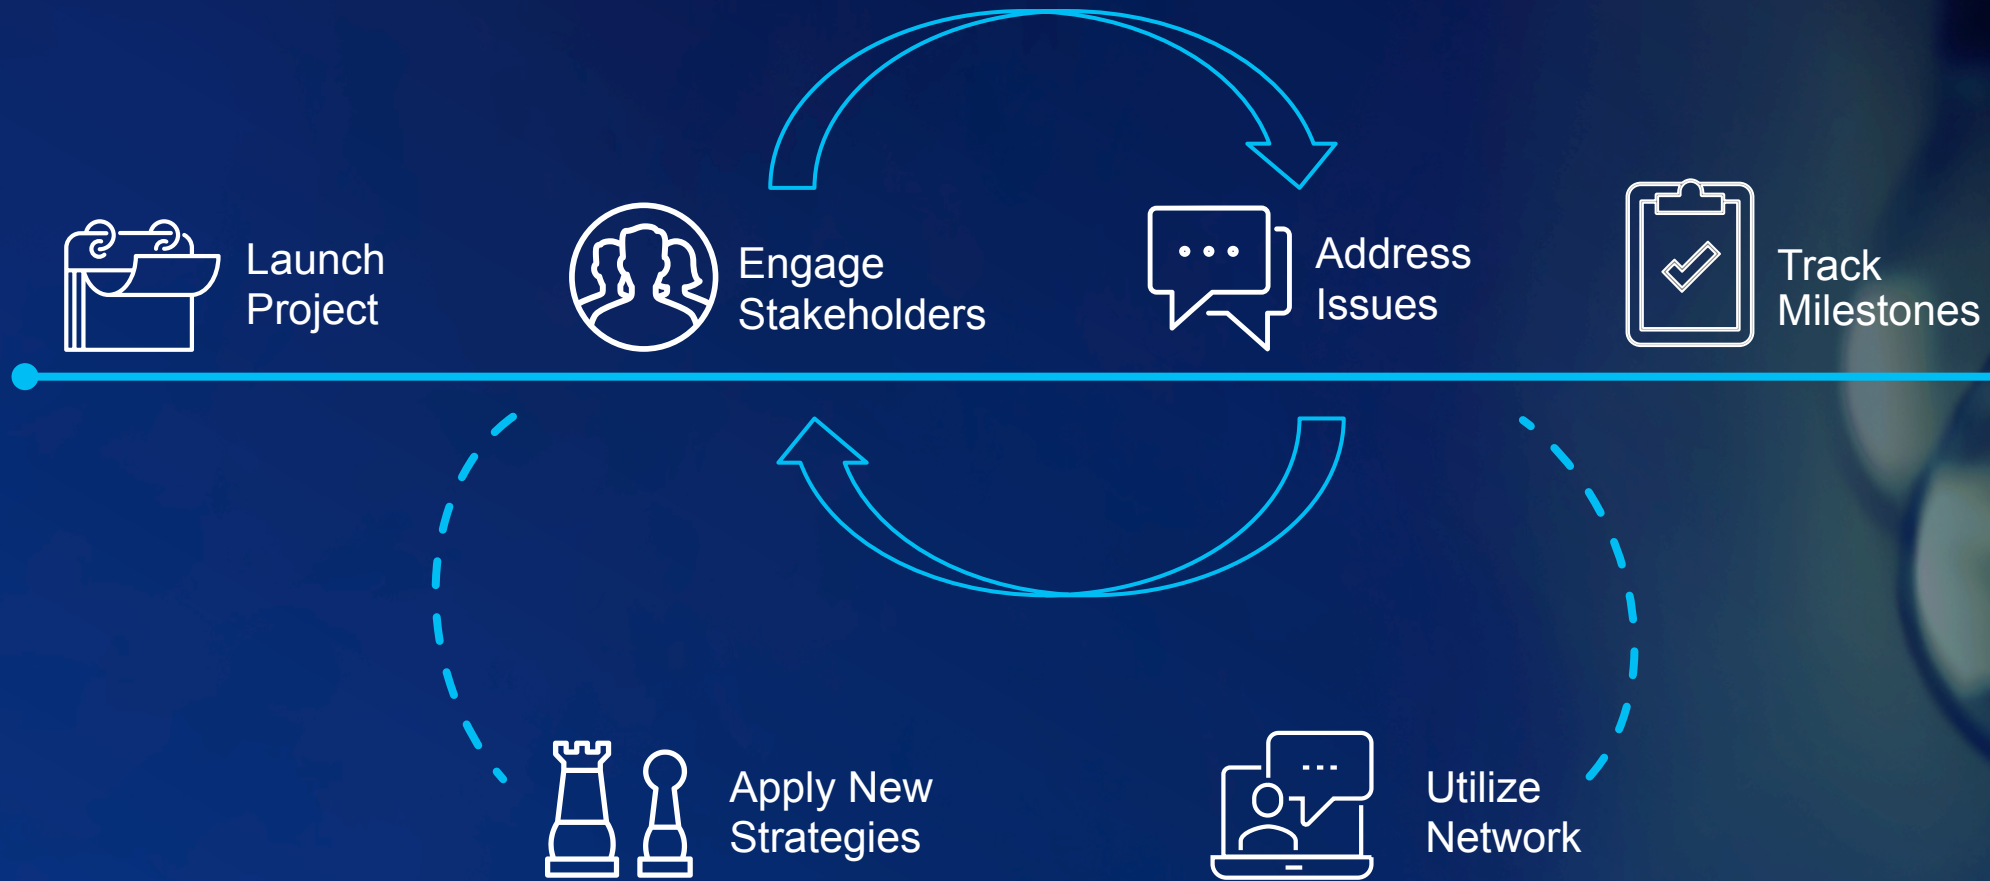 Launch
Project
Engage
Stakeholders
Address
Issues
Track
Milestones
Apply New
Strategies
Utilize
Network